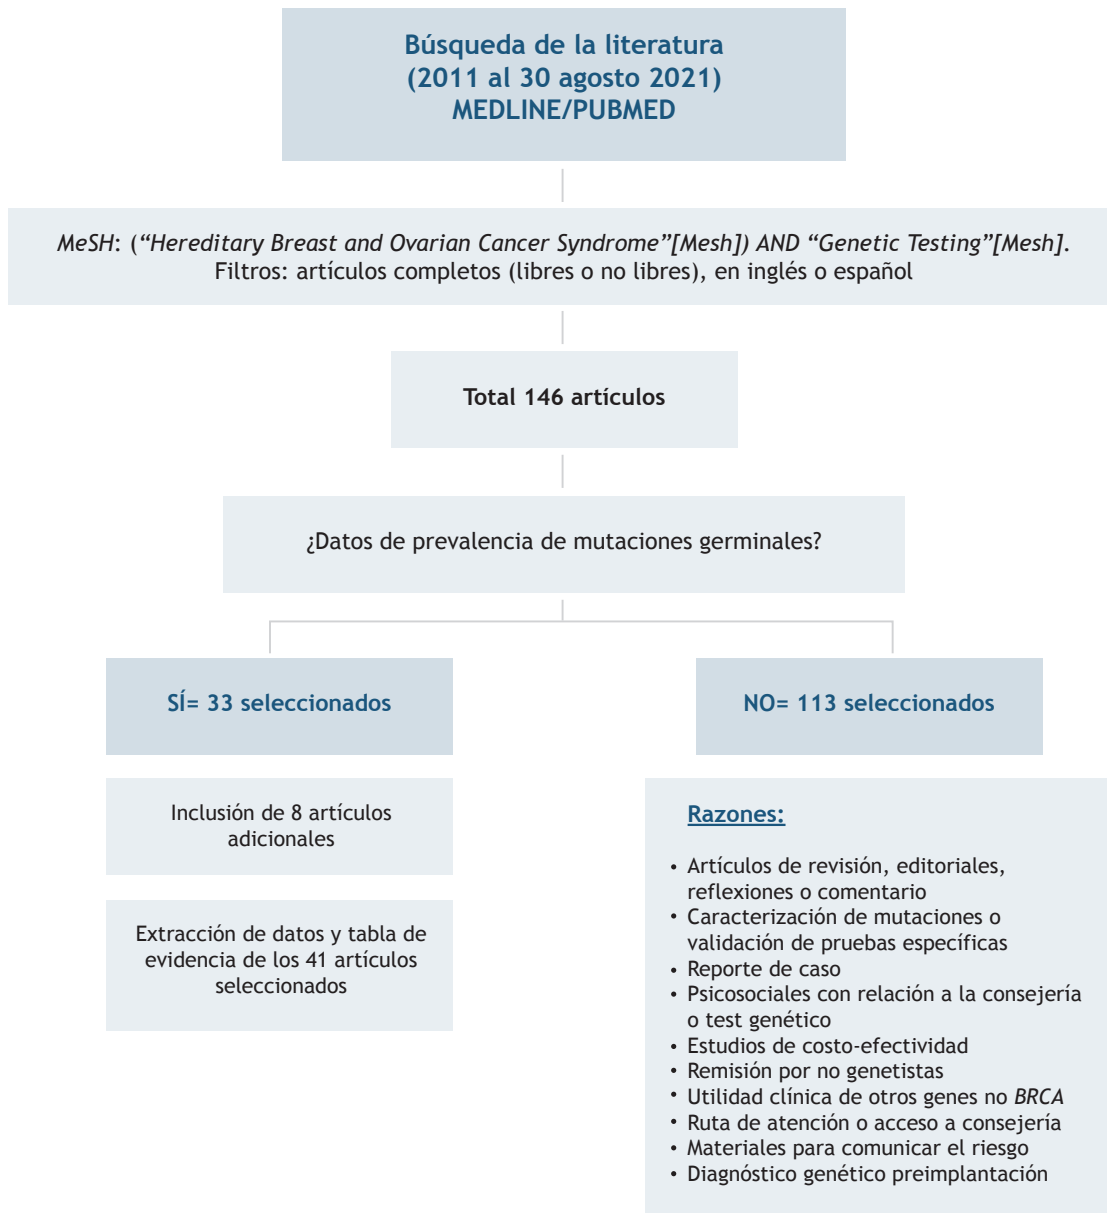 Búsqueda de la literatura
(2011 al 30 agosto 2021)
MEDLINE/PUBMED
MeSH: (“Hereditary Breast and Ovarian Cancer Syndrome”[Mesh]) AND “Genetic Testing”[Mesh].
Filtros: artículos completos (libres o no libres), en inglés o español
Total 146 artículos
¿Datos de prevalencia de mutaciones germinales?
SÍ= 33 seleccionados
Inclusión de 8 artículos
adicionales
Extracción de datos y tabla de
evidencia de los 41 artículos
seleccionados
NO= 113 seleccionados
Razones:
• Artículos de revisión, editoriales,
reflexiones o comentario
• Caracterización de mutaciones o
validación de pruebas específicas
• Reporte de caso
• Psicosociales con relación a la consejería
o test genético
• Estudios de costo-efectividad
• Remisión por no genetistas
• Utilidad clínica de otros genes no BRCA
• Ruta de atención o acceso a consejería
• Materiales para comunicar el riesgo
• Diagnóstico genético preimplantación